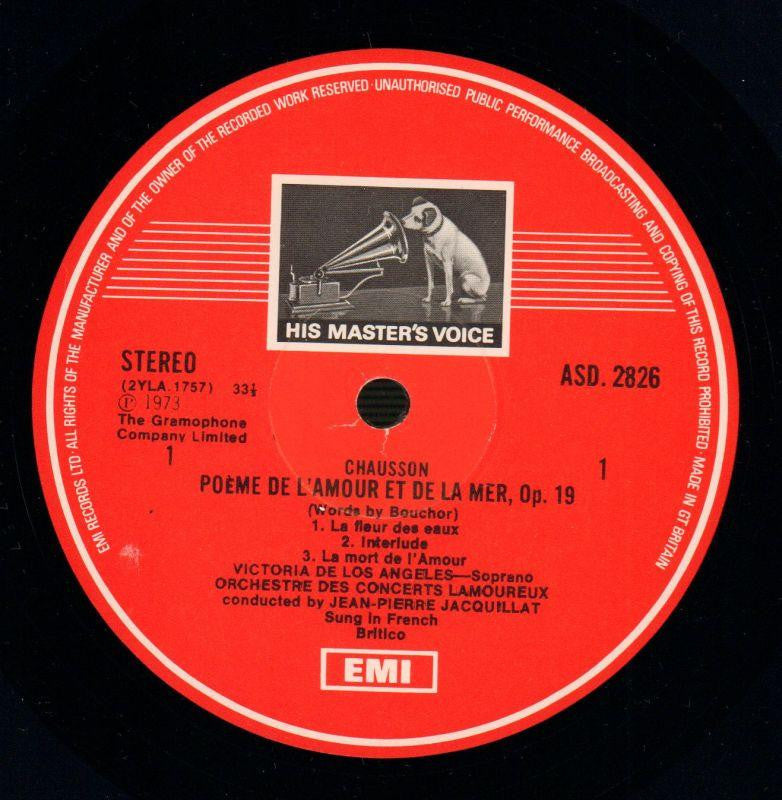 EMI RECORDS LTD · ALL RIGHTS OF THE MANUFACTURER AND OF THE OWNER OF THE RECORDED WORK RESERVED · UNAUTHORISED PUBLIC PERFORMANCE BROADCASTING AND COPYING OF THIS RECORD PROHIBITED · MADE IN GT BRITAIN
HIS MASTER'S VOICE
STEREO
(2YLA.1757) 33⅓
Ⓟ 1973
The Gramophone
Company Limited
1
ASD. 2826
1
CHAUSSON
POÈME DE L'AMOUR ET DE LA MER, Op. 19
(Words by Bouchor)
1. La fleur des eaux
2. Interlude
3. La mort de l'Amour
VICTORIA DE LOS ANGELES—Soprano
ORCHESTRE DES CONCERTS LAMOUREUX
conducted by JEAN-PIERRE JACQUILLAT
Sung in French
Britico
EMI